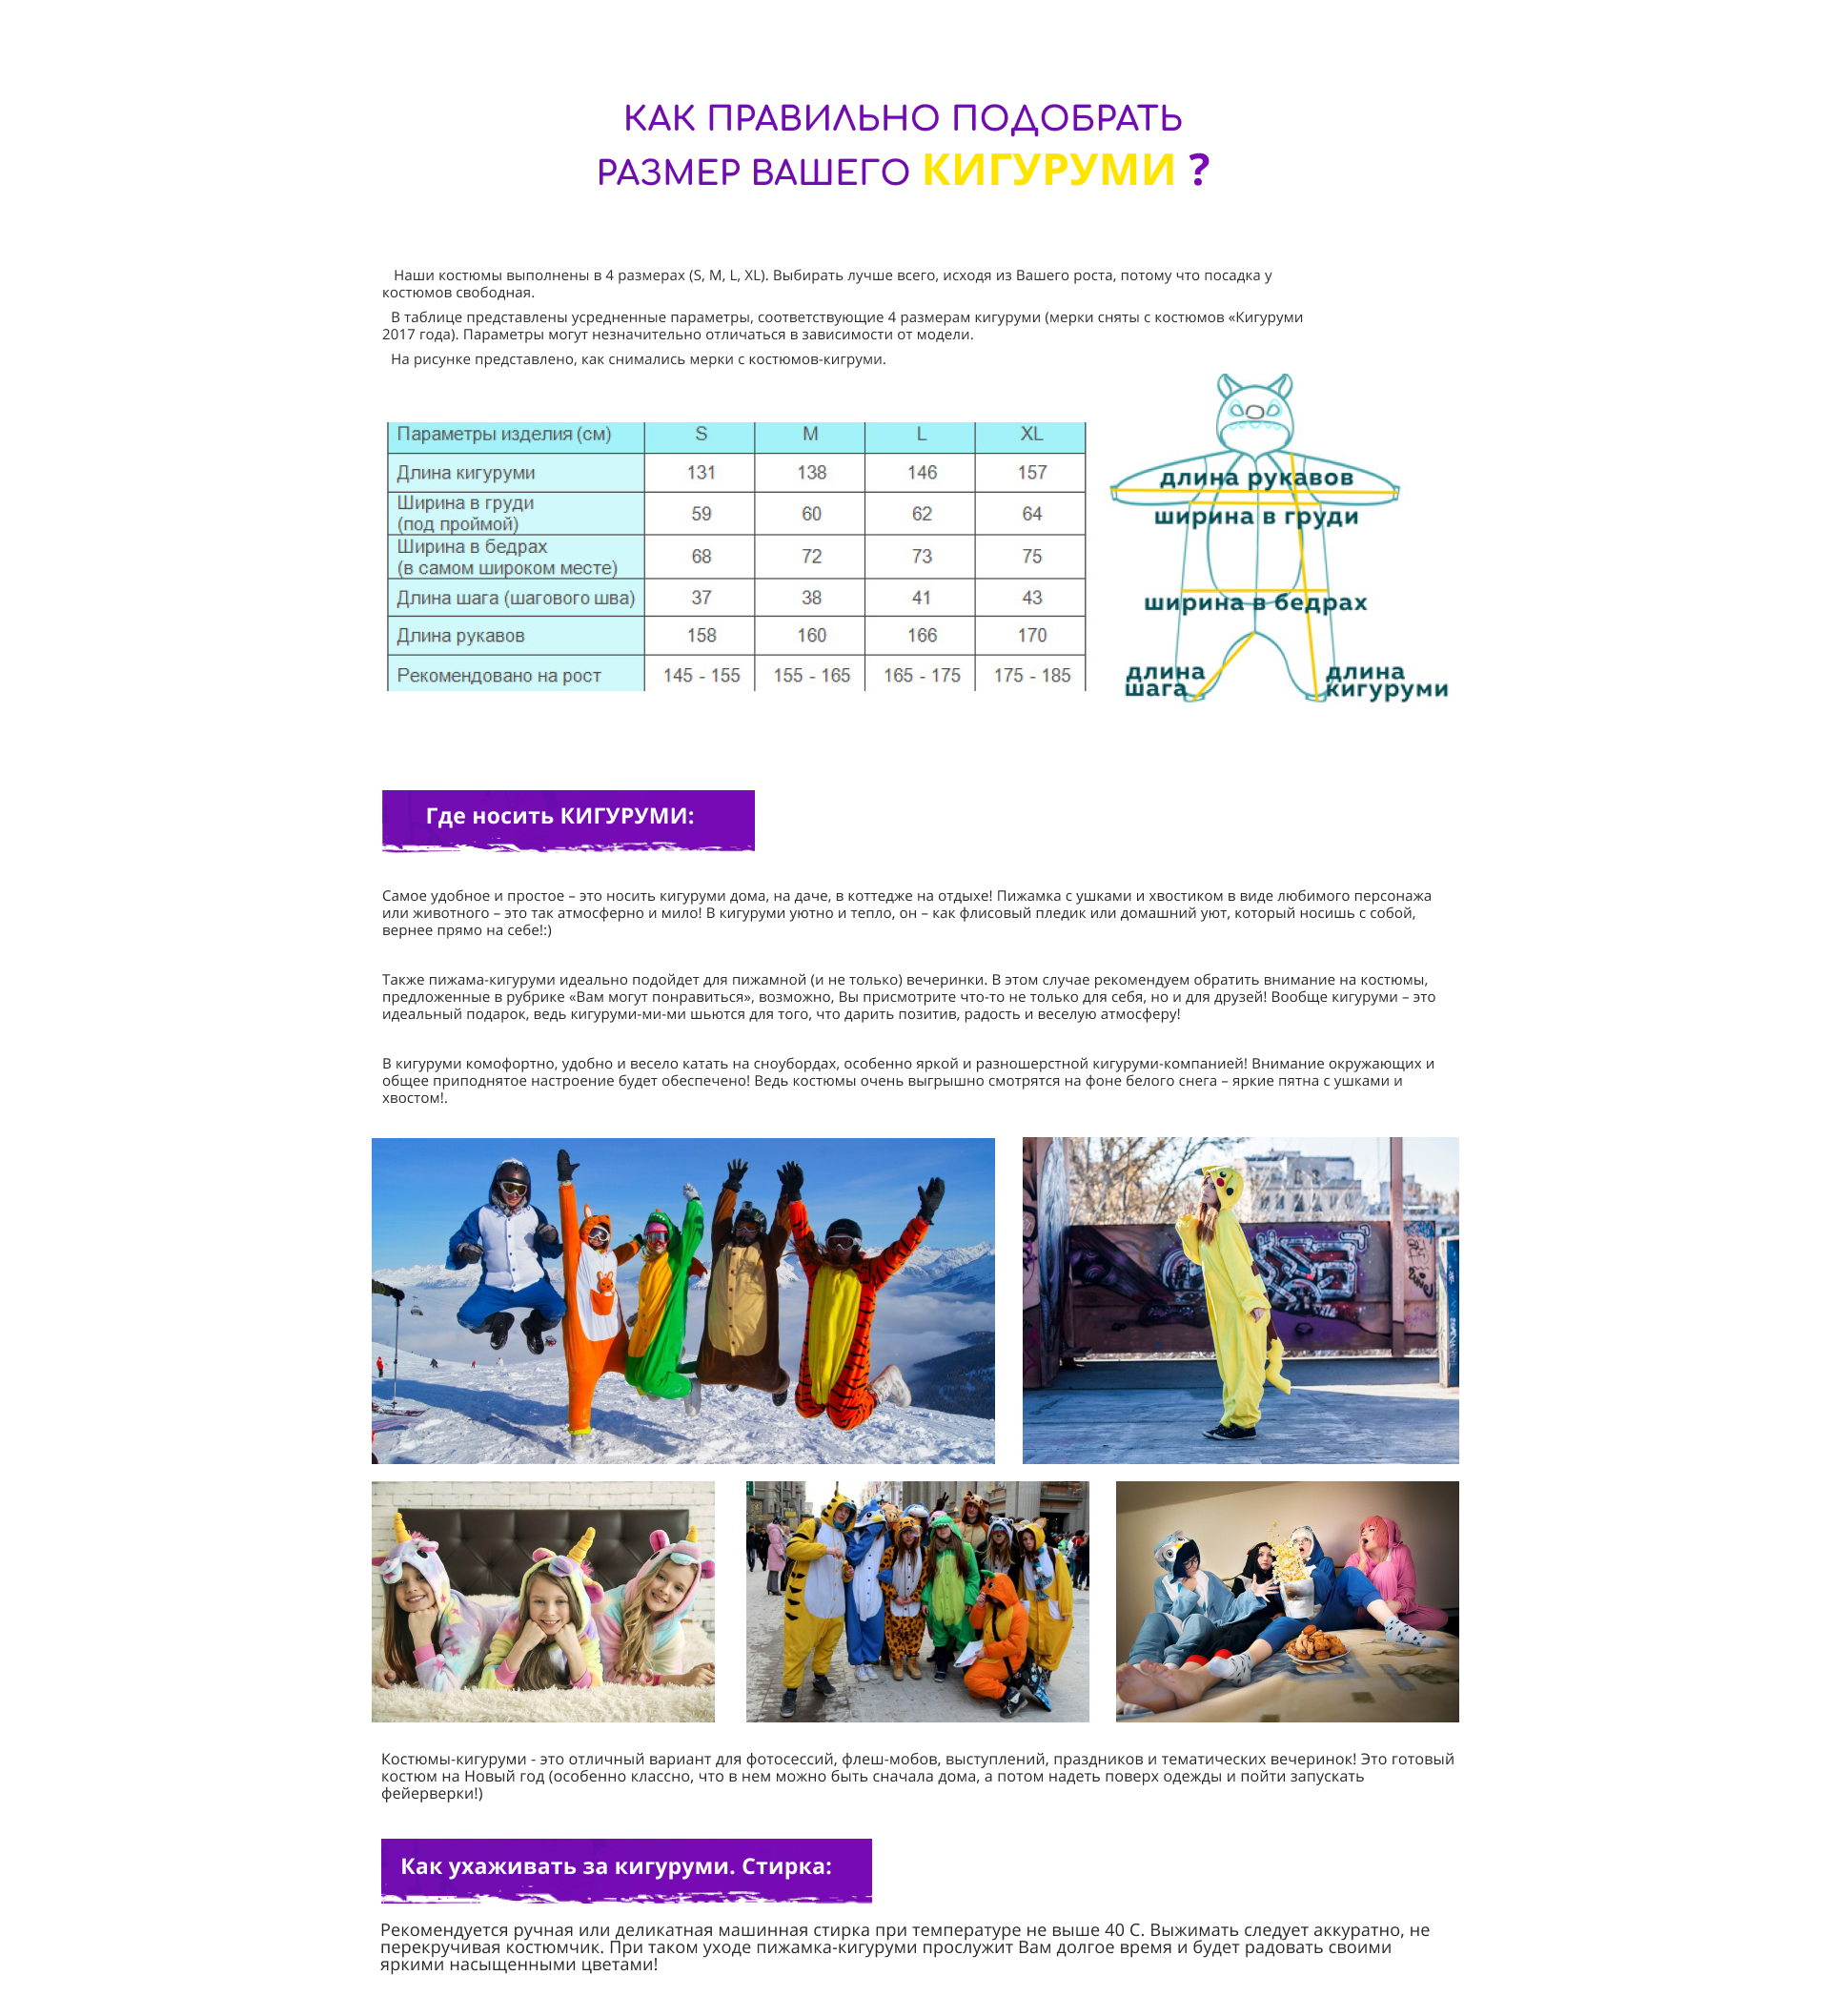 КАК ПРАВИЛЬНО ПОДОБРАТЬ
РАЗМЕР ВАШЕГО КИГУРУМИ ?
Наши костюмы выполнены в 4 размерах (S, M, L, XL). Выбирать лучше всего, исходя из Вашего роста, потому что посадка у
костюмов свободная.
В таблице представлены усредненные параметры, соответствующие 4 размерам кигуруми (мерки сняты с костюмов «Кигуруми
2017 года). Параметры могут незначительно отличаться в зависимости от модели.
На рисунке представлено, как снимались мерки с костюмов-кигруми.
Параметры изделия (см) S M L XL
Длина кигуруми 131 138 146 157
Ширина в груди
(под проймой) 59 60 62 64
Ширина в бедрах
(в самом широком месте) 68 72 73 75
Длина шага (шагового шва) 37 38 41 43
Длина рукавов 158 160 166 170
Рекомендовано на рост 145 - 155 155 - 165 165 - 175 175 - 185
длина рукавов
ширина в груди
ширина в бедрах
длина
шага
длина
кигуруми
Где носить КИГУРУМИ:
Самое удобное и простое – это носить кигуруми дома, на даче, в коттедже на отдыхе! Пижамка с ушками и хвостиком в виде любимого персонажа
или животного – это так атмосферно и мило! В кигуруми уютно и тепло, он – как флисовый пледик или домашний уют, который носишь с собой,
вернее прямо на себе!:)
Также пижама-кигуруми идеально подойдет для пижамной (и не только) вечеринки. В этом случае рекомендуем обратить внимание на костюмы,
предложенные в рубрике «Вам могут понравиться», возможно, Вы присмотрите что-то не только для себя, но и для друзей! Вообще кигуруми – это
идеальный подарок, ведь кигуруми-ми-ми шьются для того, что дарить позитив, радость и веселую атмосферу!
В кигуруми комофортно, удобно и весело катать на сноубордах, особенно яркой и разношерстной кигуруми-компанией! Внимание окружающих и
общее приподнятое настроение будет обеспечено! Ведь костюмы очень выгрышно смотрятся на фоне белого снега – яркие пятна с ушками и
хвостом!.
Костюмы-кигуруми - это отличный вариант для фотосессий, флеш-мобов, выступлений, праздников и тематических вечеринок! Это готовый
костюм на Новый год (особенно классно, что в нем можно быть сначала дома, а потом надеть поверх одежды и пойти запускать
фейерверки!)
Как ухаживать за кигуруми. Стирка:
Рекомендуется ручная или деликатная машинная стирка при температуре не выше 40 С. Выжимать следует аккуратно, не
перекручивая костюмчик. При таком уходе пижамка-кигуруми прослужит Вам долгое время и будет радовать своими
яркими насыщенными цветами!